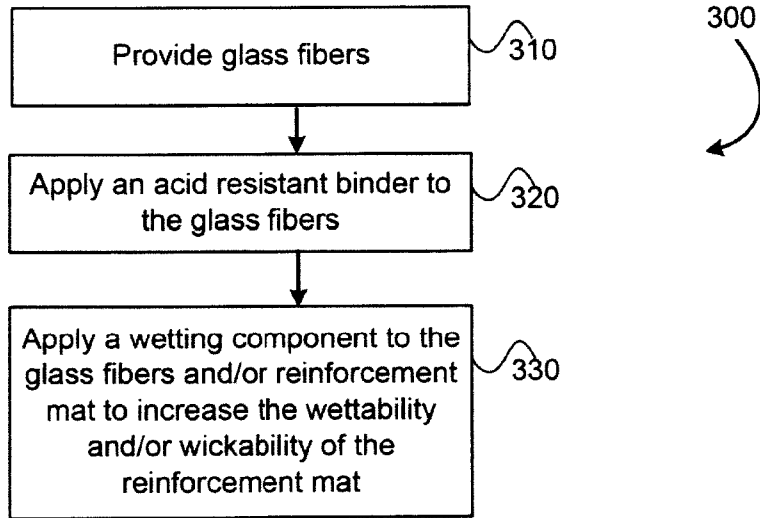 300
Provide glass fibers
310
Apply an acid resistant binder to
the glass fibers
320
Apply a wetting component to the
glass fibers and/or reinforcement
mat to increase the wettability
and/or wickability of the
reinforcement mat
330